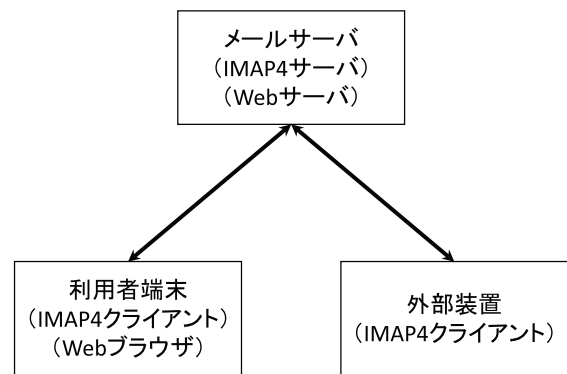 メールサーバ
(IMAP4サーバ)
(Webサーバ)
利用者端末
(IMAP4クライアント)
(Webブラウザ)
外部装置
(IMAP4クライアント)